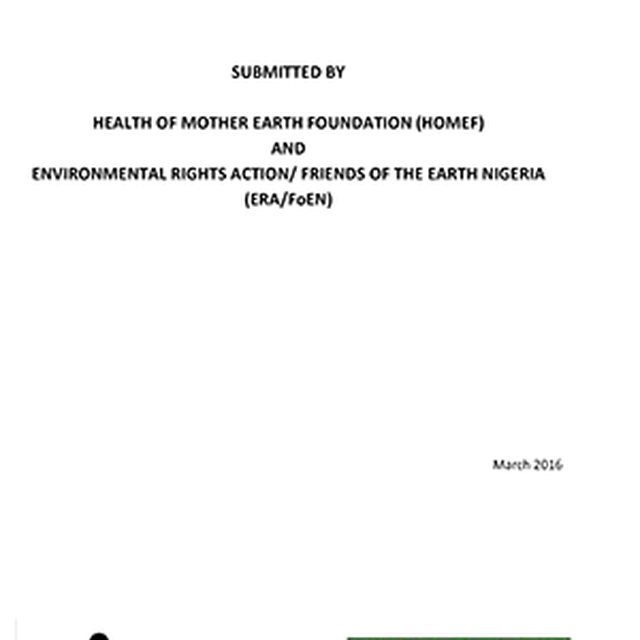 SUBMITTED BY
HEALTH OF MOTHER EARTH FOUNDATION (HOMEF)
AND
ENVIRONMENTAL RIGHTS ACTION/ FRIENDS OF THE EARTH NIGERIA
(ERA/FoEN)
March 2016